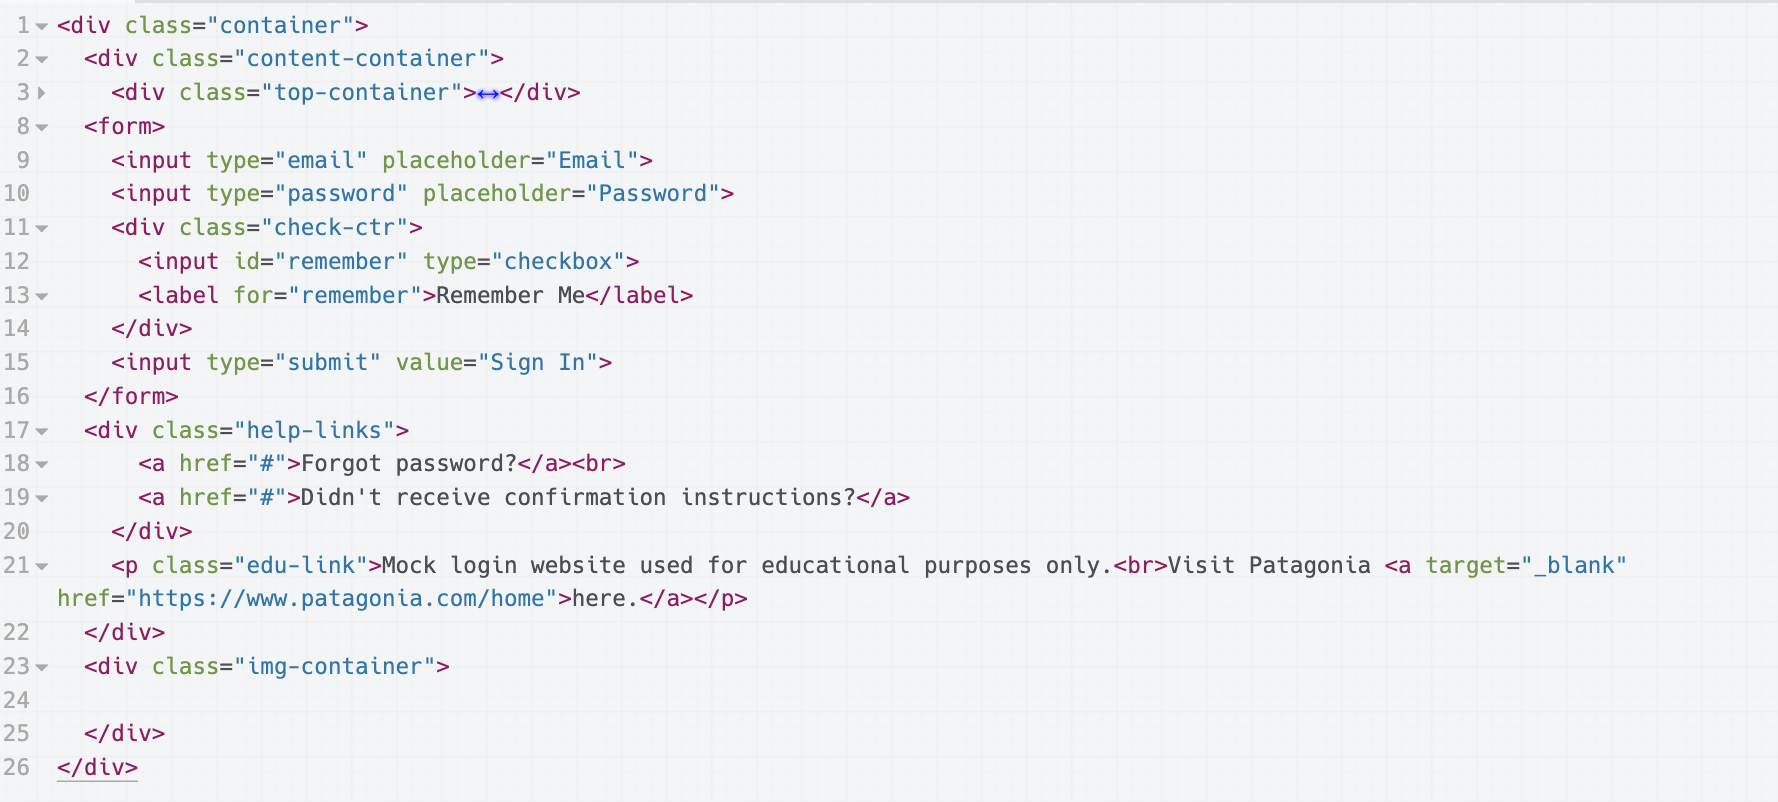 1 <div class="container">
2   <div class="content-container">
3     <div class="top-container">↔</div>
8   <form>
9     <input type="email" placeholder="Email">
10     <input type="password" placeholder="Password">
11     <div class="check-ctr">
12       <input id="remember" type="checkbox">
13       <label for="remember">Remember Me</label>
14     </div>
15     <input type="submit" value="Sign In">
16   </form>
17   <div class="help-links">
18       <a href="#">Forgot password?</a><br>
19       <a href="#">Didn't receive confirmation instructions?</a>
20     </div>
21     <p class="edu-link">Mock login website used for educational purposes only.<br>Visit Patagonia <a target="_blank"
href="https://www.patagonia.com/home">here.</a></p>
22   </div>
23   <div class="img-container">
24
25   </div>
26 </div>